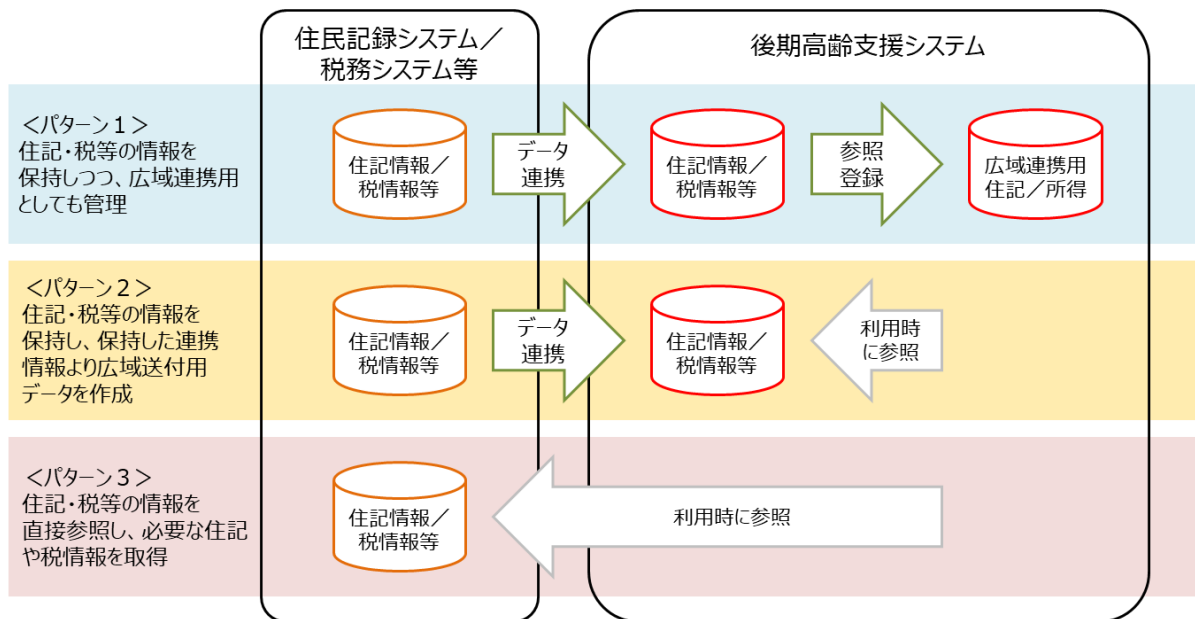 住民記録システム／
税務システム等
後期高齢支援システム
＜パターン１＞
住記・税等の情報を
保持しつつ、広域連携用
としても管理
住記情報／
税情報等
データ
連携
住記情報／
税情報等
参照
登録
広域連携用
住記／所得
＜パターン２＞
住記・税等の情報を
保持し、保持した連携
情報より広域送付用
データを作成
住記情報／
税情報等
データ
連携
住記情報／
税情報等
利用時
に参照
＜パターン３＞
住記・税等の情報を
直接参照し、必要な住記
や税情報を取得
住記情報／
税情報等
利用時に参照